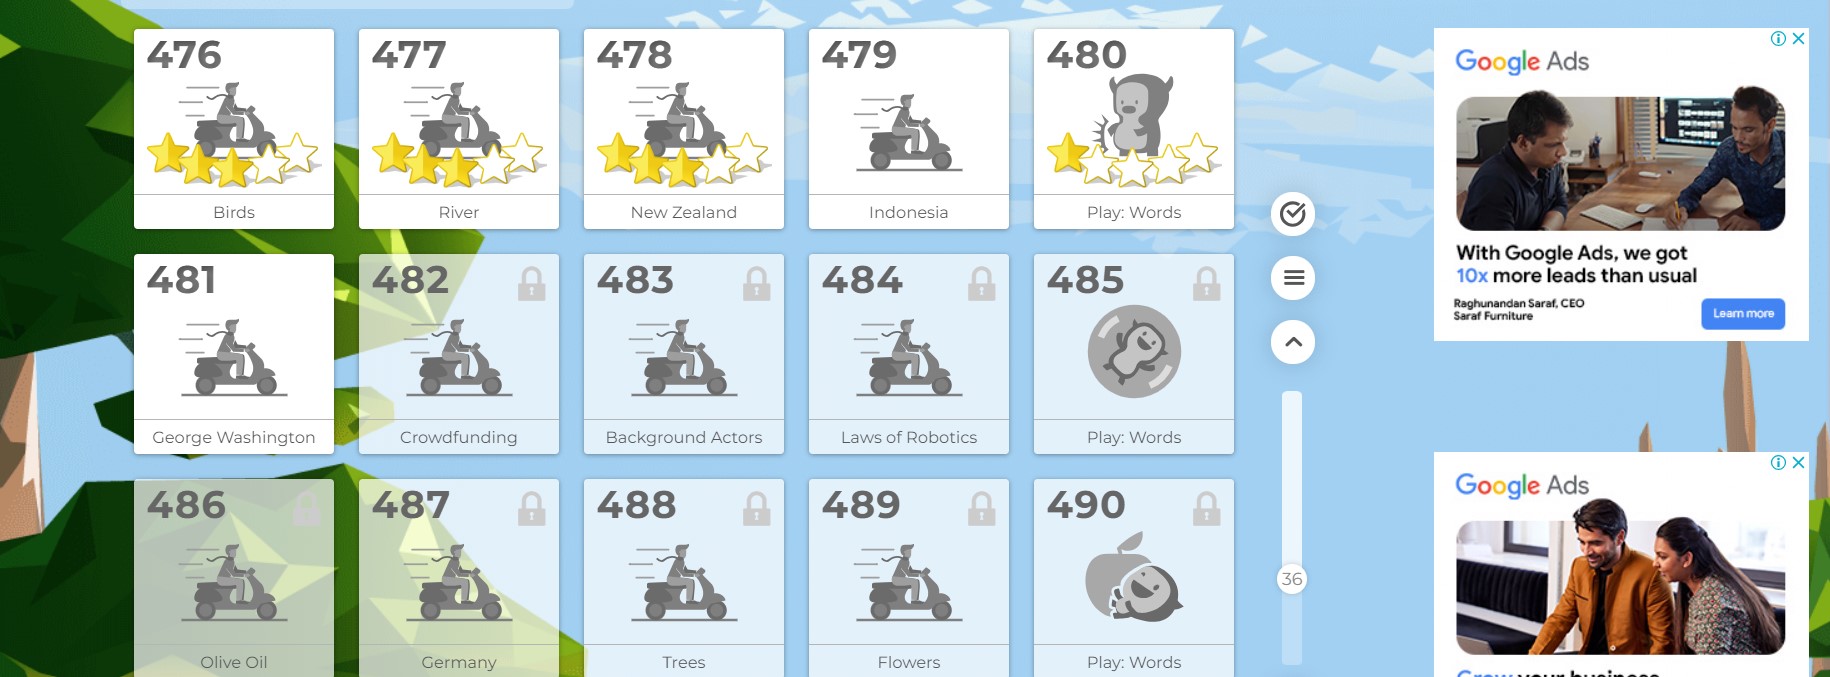 476
477
478
479
480
Birds
River
New Zealand
Indonesia
Play: Words
481
482
483
484
485
George Washington
Crowdfunding
Background Actors
Laws of Robotics
Play: Words
486
487
488
489
490
Olive Oil
Germany
Trees
Flowers
Play: Words
36
Google Ads
With Google Ads, we got
10x more leads than usual
Raghunandan Saraf, CEO
Saraf Furniture
Learn more
Google Ads
Grow your business